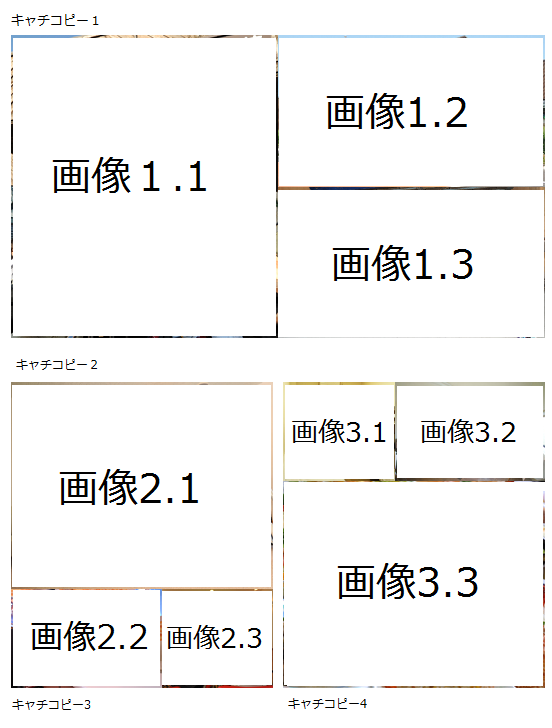 キャチコピー１
画像１.1
画像1.2
画像1.3
キャチコピー２
画像2.1
画像2.2
画像2.3
画像3.1
画像3.2
画像3.3
キャチコピー3
キャチコピー4